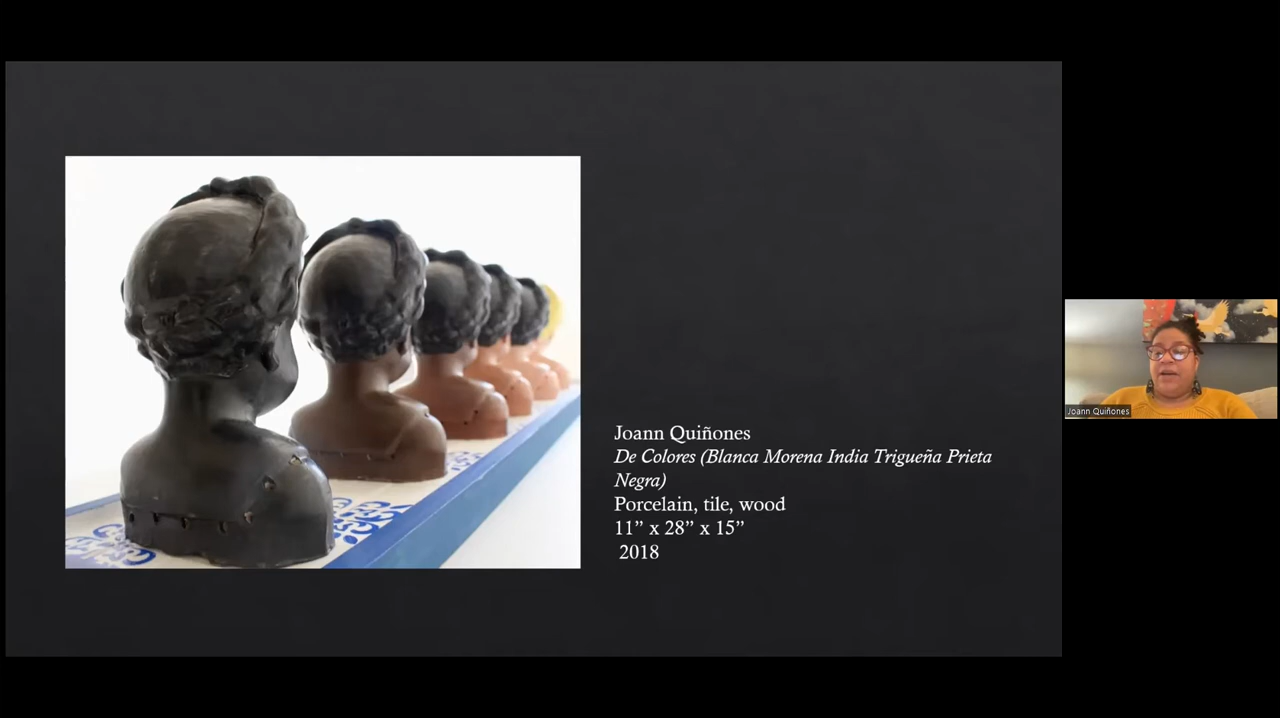 Joann Quiñones
De Colores (Blanca Morena India Trigueña Prieta
Negra)
Porcelain, tile, wood
11” x 28” x 15”
2018
Joann Quiñones